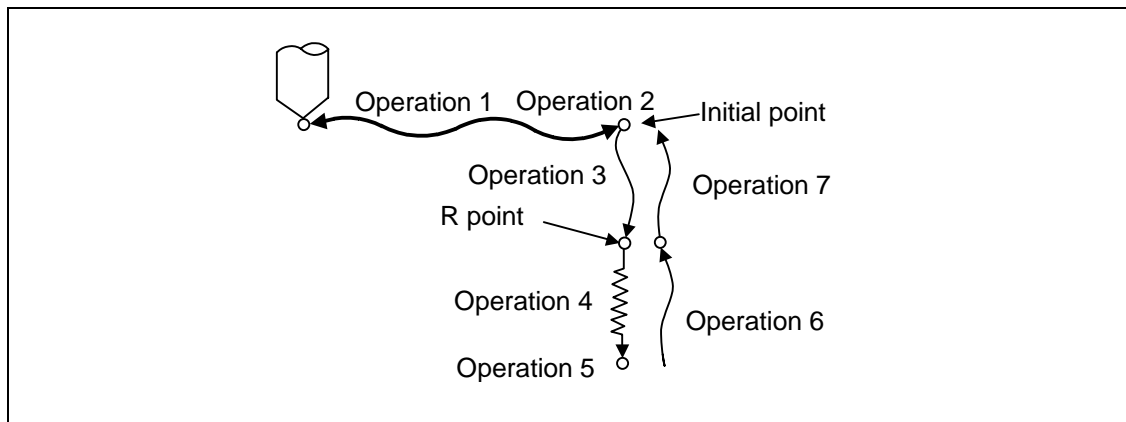 Operation 1
Operation 2
Initial point
Operation 3
Operation 7
R point
Operation 4
Operation 6
Operation 5